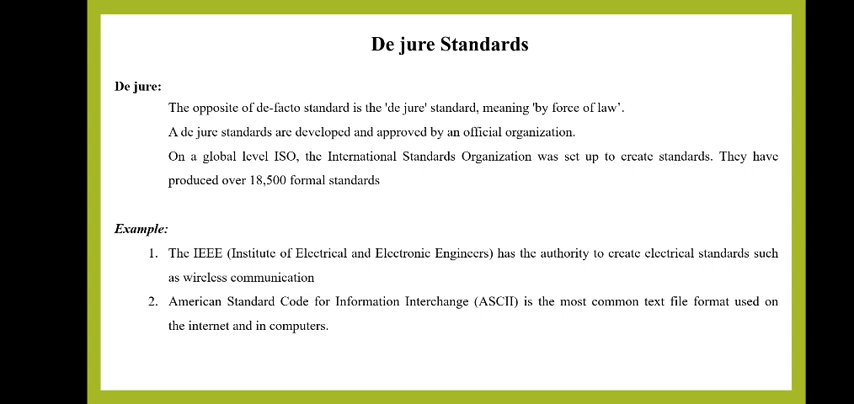 De jure Standards
De jure:
The opposite of de-facto standard is the 'de jure' standard, meaning 'by force of law’.
A de jure standards are developed and approved by an official organization.
On a global level ISO, the International Standards Organization was set up to create standards. They have
produced over 18,500 formal standards
Example:
1. The IEEE (Institute of Electrical and Electronic Engineers) has the authority to create electrical standards such
as wireless communication
2. American Standard Code for Information Interchange (ASCII) is the most common text file format used on
the internet and in computers.